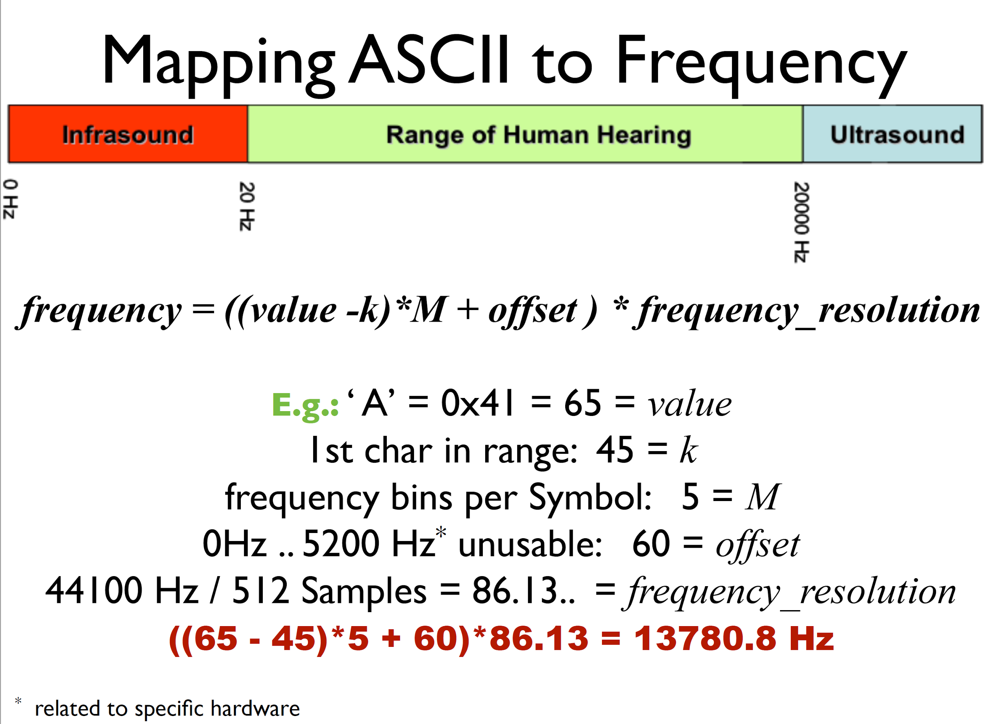 Mapping ASCII to Frequency
Infrasound Range of Human Hearing Ultrasound
0 Hz 20 Hz 20000 Hz
frequency = ((value -k)*M + offset ) * frequency_resolution
E.g.: ‘ A’ = 0x41 = 65 = value
1st char in range: 45 = k
frequency bins per Symbol: 5 = M
0Hz .. 5200 Hz* unusable: 60 = offset
44100 Hz / 512 Samples = 86.13.. = frequency_resolution
((65 - 45)*5 + 60)*86.13 = 13780.8 Hz
* related to specific hardware